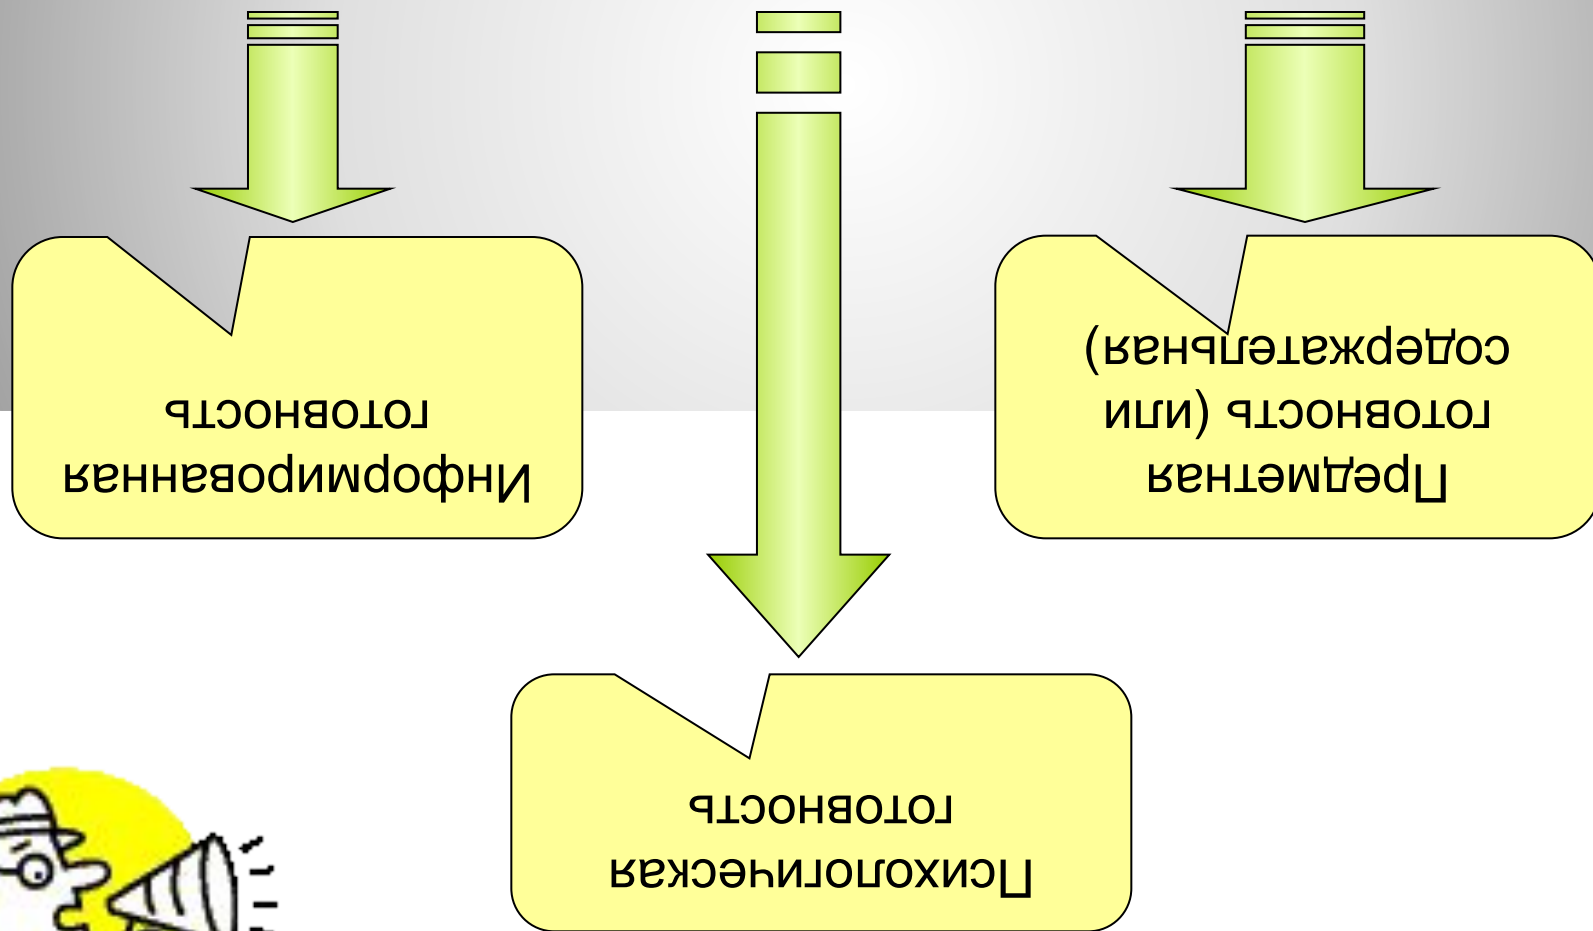 Информированная
готовность
Предметная
готовность (или
содержательная)
Психологическая
готовность